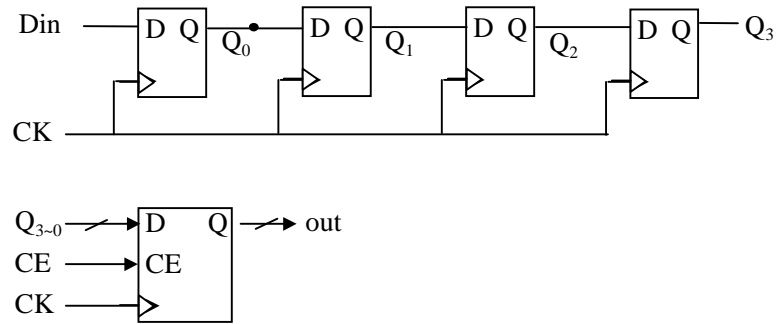 Din D Q Q₀ D Q Q₁ D Q Q₂ D Q Q₃
CK
Q₃~₀ D Q out
CE CE
CK